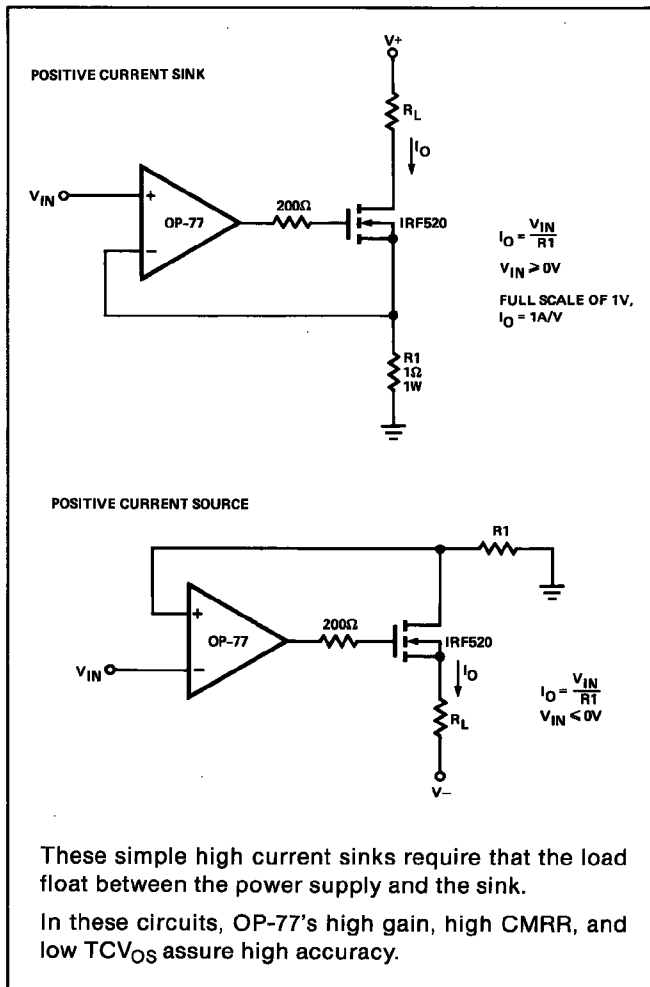 POSITIVE CURRENT SINK
V+
RL
IO
VIN
+
OP-77
−
200Ω
IRF520
IO = VIN
R1
VIN ⩾ 0V
FULL SCALE OF 1V,
IO = 1A/V
R1
1Ω
1W
POSITIVE CURRENT SOURCE
R1
+
OP-77
−
200Ω
IRF520
VIN
IO
RL
IO = VIN
R1
VIN ⩽ 0V
V−
These simple high current sinks require that the load
float between the power supply and the sink.
In these circuits, OP-77's high gain, high CMRR, and
low TCVOS assure high accuracy.